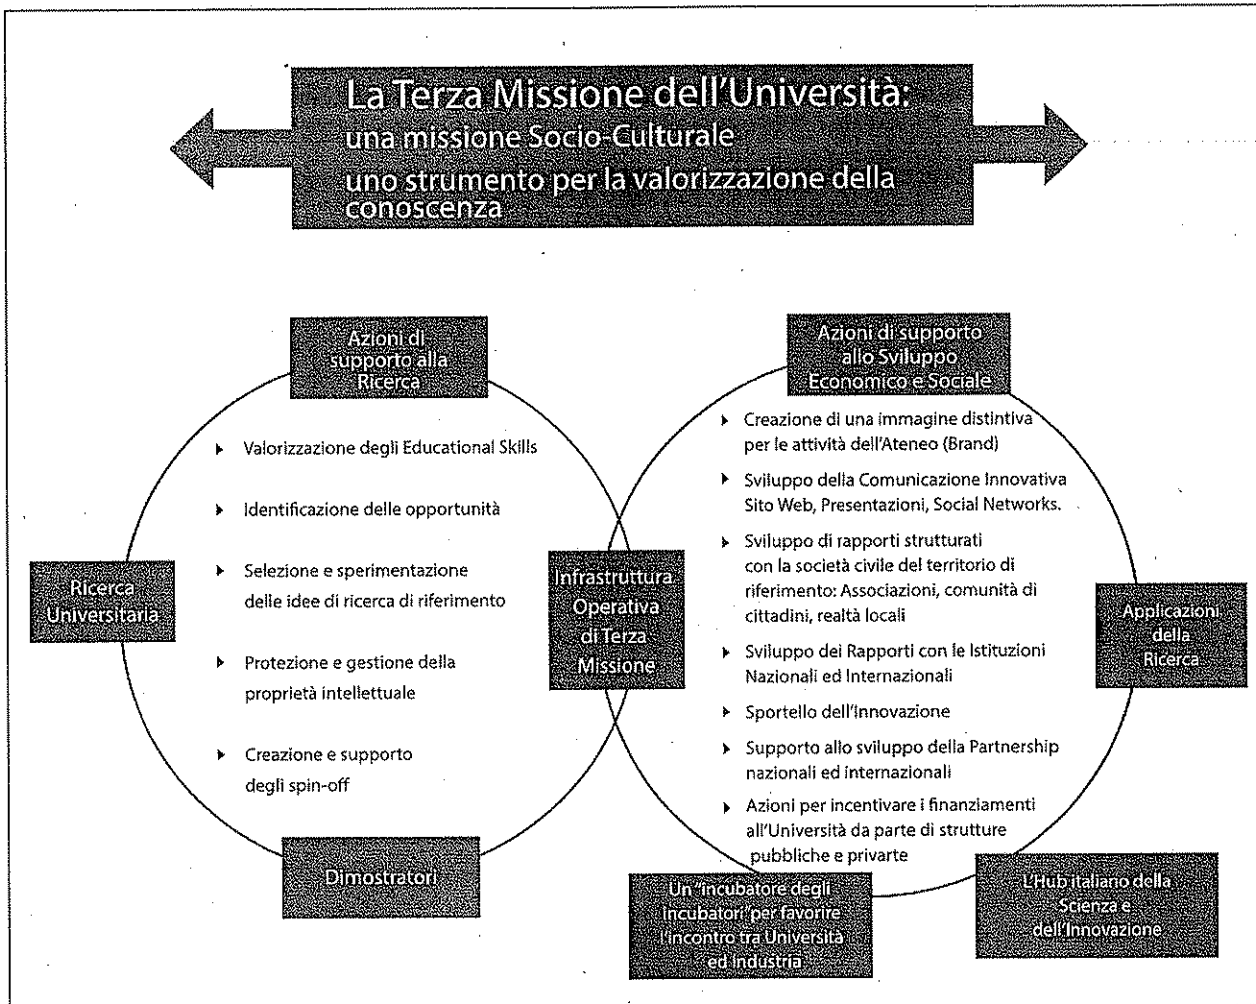 La Terza Missione dell'Università:
una missione Socio-Culturale
uno strumento per la valorizzazione della
conoscenza
Azioni di
supporto alla
Ricerca
Valorizzazione degli Educational Skills
Identificazione delle opportunità
Selezione e sperimentazione
delle idee di ricerca di riferimento
Protezione e gestione della
proprietà intellettuale
Creazione e supporto
degli spin-off
Ricerca
Universitaria
Dimostratori
Infrastruttura
Operativa
di Terza
Missione
Azioni di supporto
allo Sviluppo
Economico e Sociale
Creazione di una immagine distintiva
per le attività dell'Ateneo (Brand)
Sviluppo della Comunicazione Innovativa
Sito Web, Presentazioni, Social Networks.
Sviluppo di rapporti strutturati
con la società civile del territorio di
riferimento: Associazioni, comunità di
cittadini, realtà locali
Sviluppo dei Rapporti con le Istituzioni
Nazionali ed Internazionali
Sportello dell'Innovazione
Supporto allo sviluppo della Partnership
nazionali ed internazionali
Azioni per incentivare i finanziamenti
all'Università da parte di strutture
pubbliche e privarte
Applicazioni
della
Ricerca
Un "incubatore degli
incubatori" per favorire
l'incontro tra Università
ed Industria
L'Hub italiano della
Scienza e
dell'Innovazione